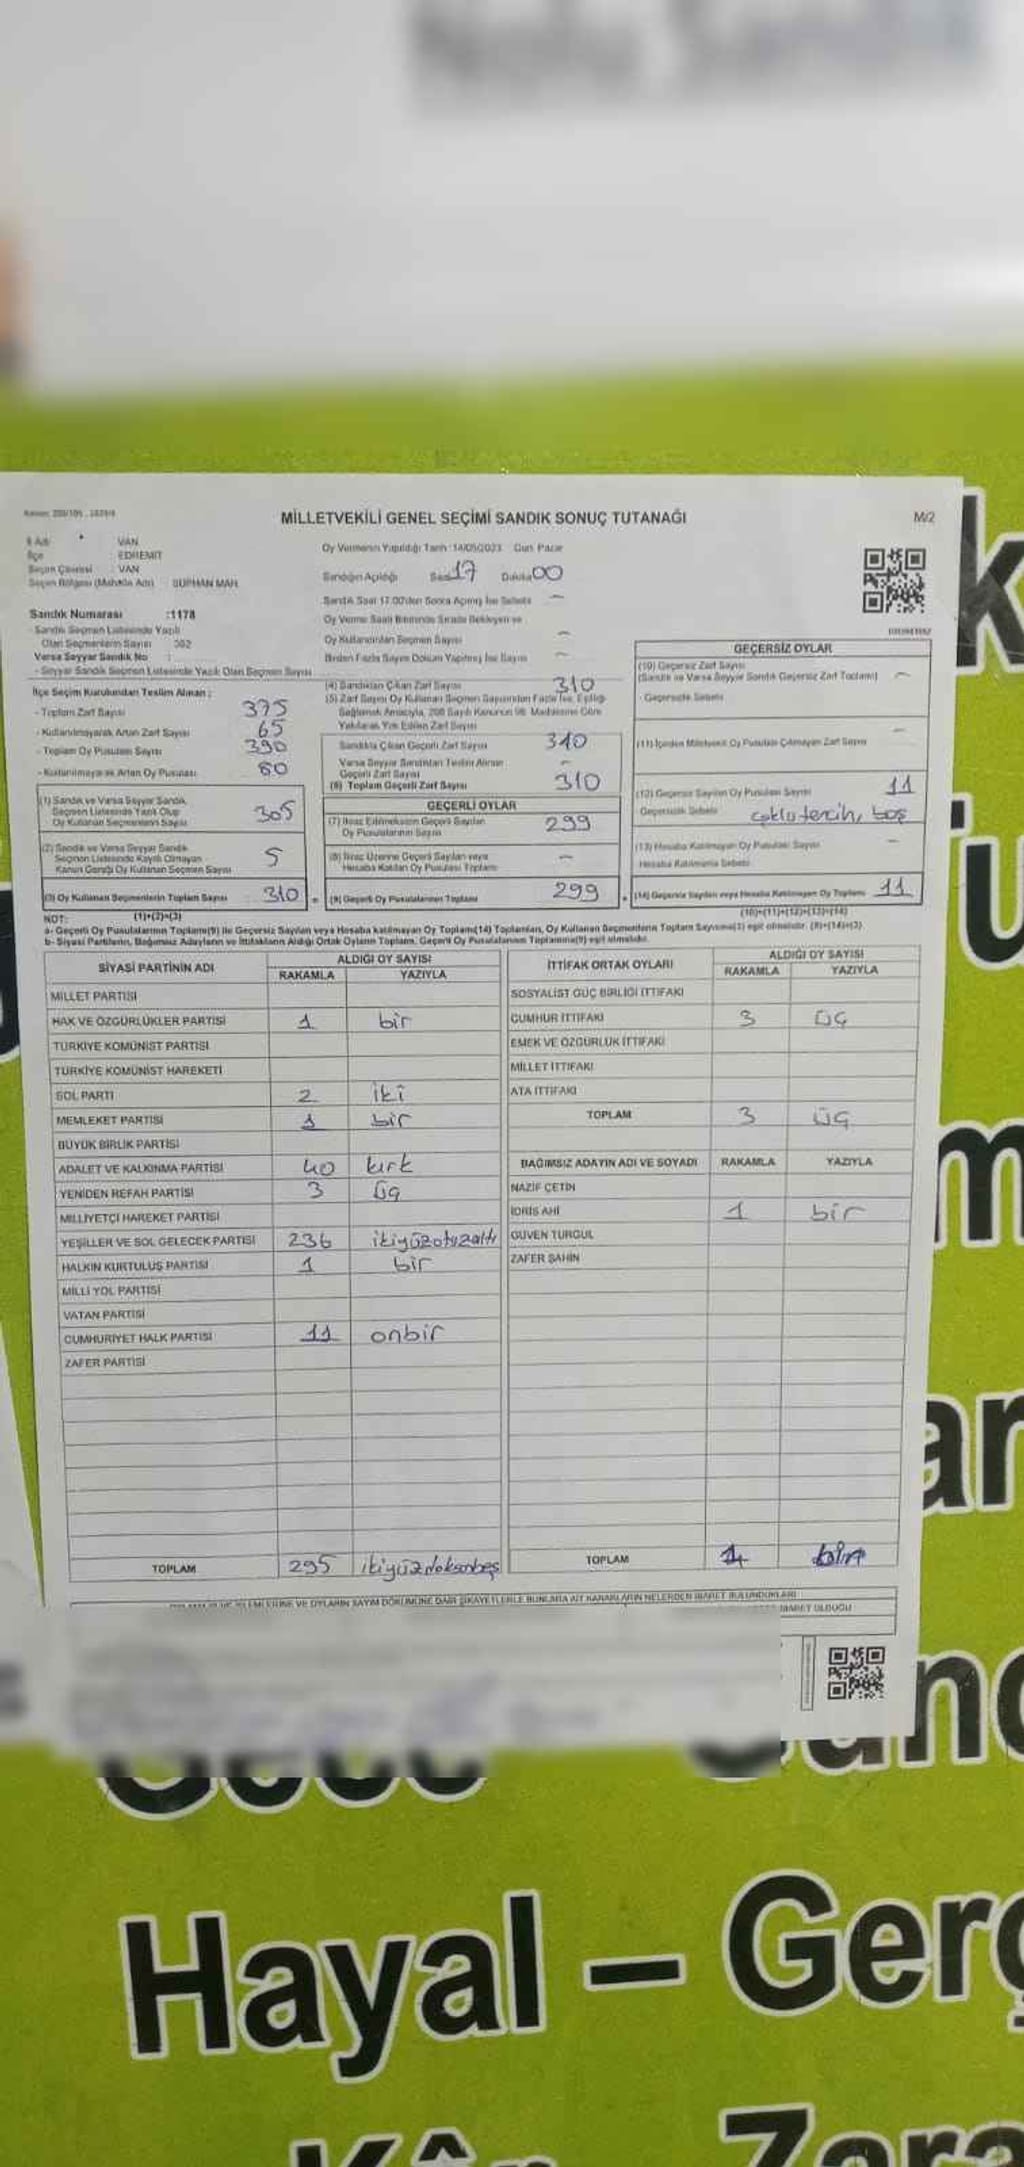 MİLLETVEKİLİ GENEL SEÇİMİ SANDIK SONUÇ TUTANAĞI
M/2
VAN
İlçe EDREMİT
Seçim Çevresi : VAN
Seçim Bölgesi (Mahalle Adı) : SÜPHAN MAH.
Oy Vermenin Yapıldığı Tarih : 14/05/2023 Gün: Pazar
Sandığın Açıldığı Saat 17 Dakika 00
Sandık Saat 17.00'den Sonra Açılmış İse Sebebi —
Oy Verme Saati Bitiminde Sırada Bekleyen ve
Oy Kullandırılan Seçmen Sayısı —
Birden Fazla Sayım Döküm Yapılmış İse Sayısı —
Sandık Numarası :1178
- Sandık Seçmen Listesinde Yazılı
Olan Seçmenlerin Sayısı
Varsa Seyyar Sandık No :
- Seyyar Sandık Seçmen Listesinde Yazılı Olan Seçmen Sayısı
İlçe Seçim Kurulundan Teslim Alınan :
- Toplam Zarf Sayısı 375
- Kullanılmayarak Artan Zarf Sayısı 65
- Toplam Oy Pusulası Sayısı 390
- Kullanılmayarak Artan Oy Pusulası
(1) Sandık ve Varsa Seyyar Sandık
Seçmen Listesinde Yazılı Olup
Oy Kullanan Seçmenlerin Sayısı 305
(2) Sandık ve Varsa Seyyar Sandık
Seçmen Listesinde Kayıtlı Olmayan
Kanun Gereği Oy Kullanan Seçmen Sayısı 5
(3) Oy Kullanan Seçmenlerin Toplam Sayısı 310
(1)+(2)=(3)
(4) Sandıktan Çıkan Zarf Sayısı 310
(5) Zarf Sayısı Oy Kullanan Seçmen Sayısından Fazla İse, Eşitliği
Sağlamak Amacıyla, 298 Sayılı Kanunun 98. Maddesine Göre
Yakılarak Yok Edilen Zarf Sayısı
Sandıkta Çıkan Geçerli Zarf Sayısı 310
Varsa Seyyar Sandıktan Teslim Alınan
Geçerli Zarf Sayısı —
(6) Toplam Geçerli Zarf Sayısı 310
GEÇERLİ OYLAR
(7) İtiraz Edilmeksizin Geçerli Sayılan
Oy Pusulalarının Sayısı 299
(8) İtiraz Üzerine Geçerli Sayılan veya
Hesaba Katılan Oy Pusulası Toplamı —
(9) Geçerli Oy Pusulalarının Toplamı 299
GEÇERSİZ OYLAR
(10) Geçersiz Zarf Sayısı
(Sandık ve Varsa Seyyar Sandık Geçersiz Zarf Toplamı) —
- Geçersizlik Sebebi
(11) İçinden Milletvekili Oy Pusulası Çıkmayan Zarf Sayısı —
(12) Geçersiz Sayılan Oy Pusulası Sayısı 11
Geçersizlik Sebebi çoklu tercih, boş
(13) Hesaba Katılmayan Oy Pusulası Sayısı —
Hesaba Katılmama Sebebi
(14) Geçersiz Sayılan veya Hesaba Katılmayan Oy Toplamı 11
(10)+(11)+(12)+(13)=(14)
NOT:
a- Geçerli Oy Pusulalarının Toplamı(9) ile Geçersiz Sayılan veya Hesaba katılmayan Oy Toplamı(14) Toplamları, Oy Kullanan Seçmenlerin Toplam Sayısına(3) eşit olmalıdır. (9)+(14)=(3)
b- Siyasi Partilerin, Bağımsız Adayların ve İttifakların Aldığı Ortak Oyların Toplamı, Geçerli Oy Pusulalarının Toplamına(9) eşit olmalıdır.
SİYASİ PARTİNİN ADI ALDIĞI OY SAYISI
RAKAMLA YAZIYLA
MİLLET PARTİSİ
HAK VE ÖZGÜRLÜKLER PARTİSİ 1 bir
TÜRKİYE KOMÜNİST PARTİSİ
TÜRKİYE KOMÜNİST HAREKETİ
SOL PARTİ 2 iki
MEMLEKET PARTİSİ 1 bir
BÜYÜK BİRLİK PARTİSİ
ADALET VE KALKINMA PARTİSİ 40 kırk
YENİDEN REFAH PARTİSİ 3 üç
MİLLİYETÇİ HAREKET PARTİSİ
YEŞİLLER VE SOL GELECEK PARTİSİ 236 ikiyüzotuzaltı
HALKIN KURTULUŞ PARTİSİ 1 bir
MİLLİ YOL PARTİSİ
VATAN PARTİSİ
CUMHURİYET HALK PARTİSİ 11 onbir
ZAFER PARTİSİ
TOPLAM 295 ikiyüzdoksanbeş
İTTİFAK ORTAK OYLARI ALDIĞI OY SAYISI
RAKAMLA YAZIYLA
SOSYALİST GÜÇ BİRLİĞİ İTTİFAKI
CUMHUR İTTİFAKI 3 üç
EMEK VE ÖZGÜRLÜK İTTİFAKI
MİLLET İTTİFAKI
ATA İTTİFAKI
TOPLAM 3 üç
BAĞIMSIZ ADAYIN ADI VE SOYADI RAKAMLA YAZIYLA
NAZİF ÇETİN
İDRİS AHİ 1 bir
GÜVEN TURGUL
ZAFER ŞAHİN
TOPLAM 1 bir
Hayal – Gerç